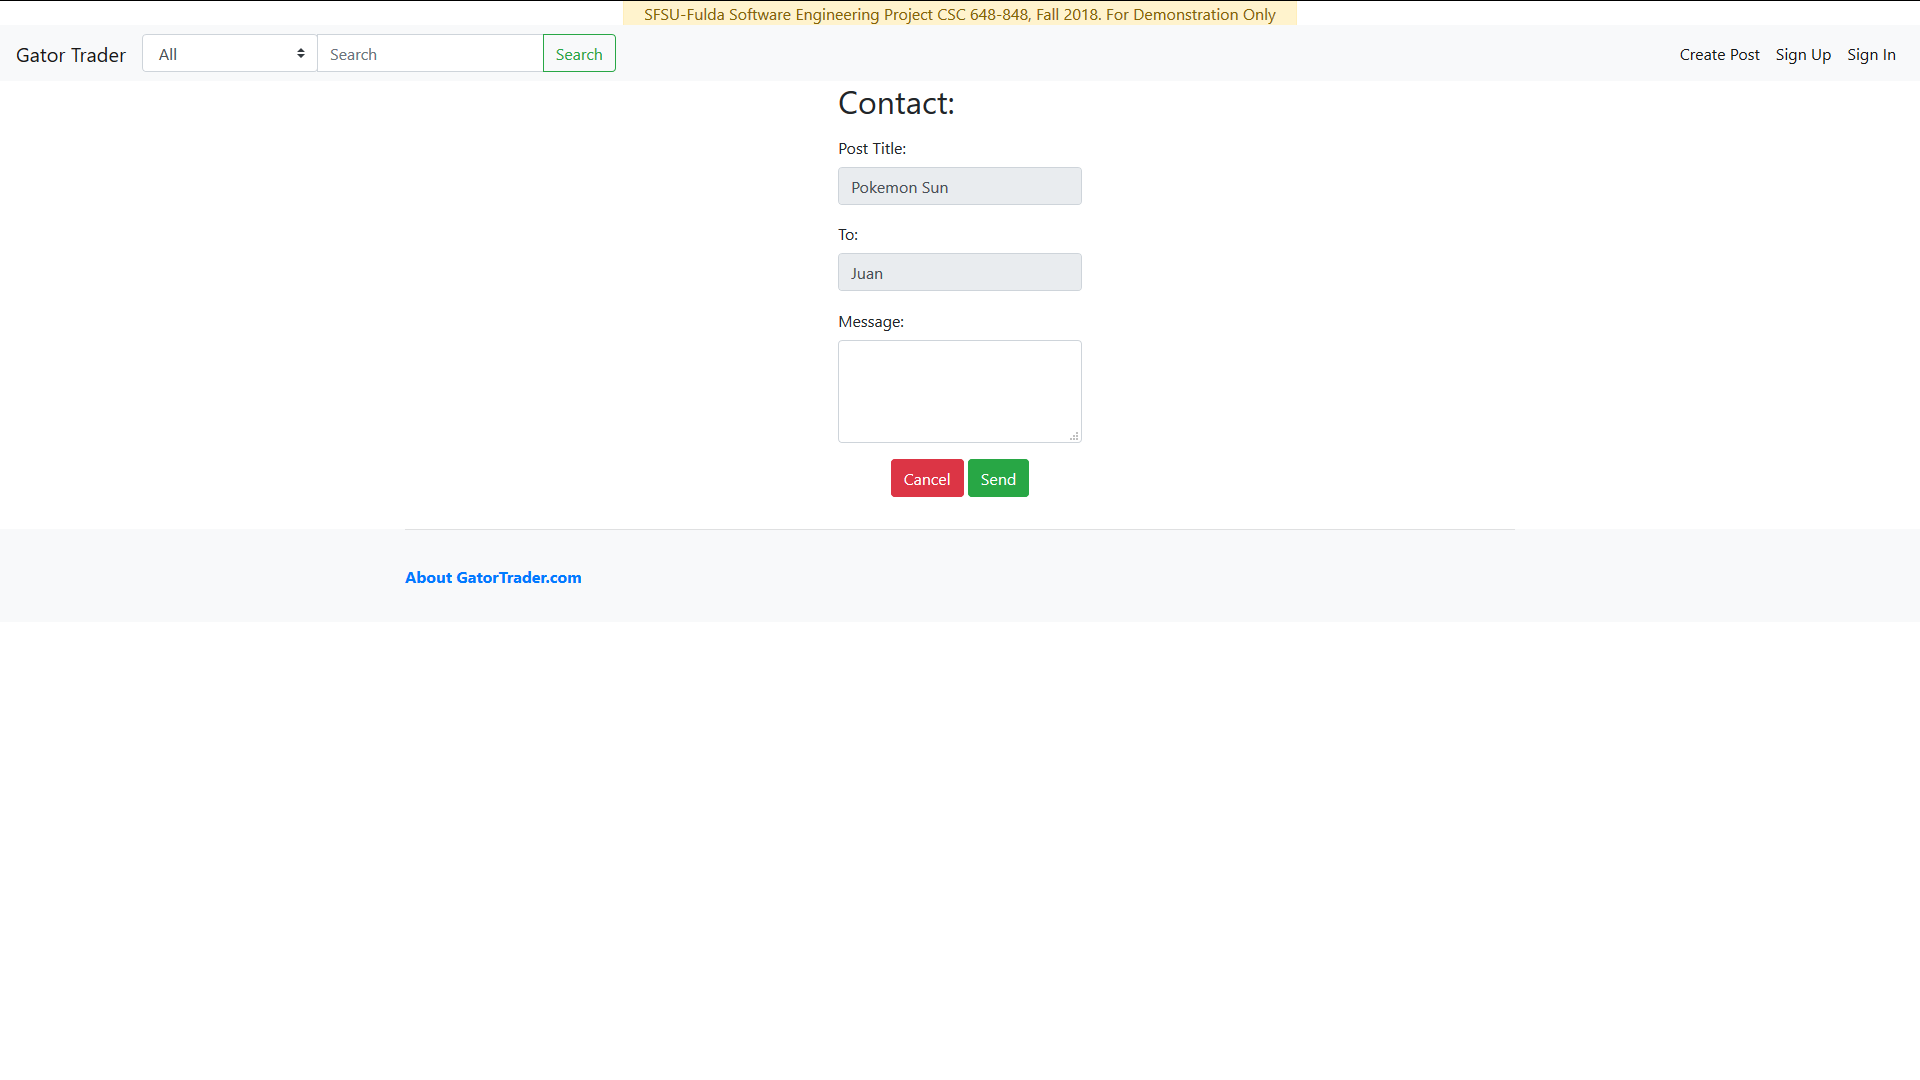 SFSU-Fulda Software Engineering Project CSC 648-848, Fall 2018. For Demonstration Only
Gator Trader All Search Search Create Post Sign Up Sign In
Contact:
Post Title:
Pokemon Sun
To:
Juan
Message:
Cancel Send
About GatorTrader.com